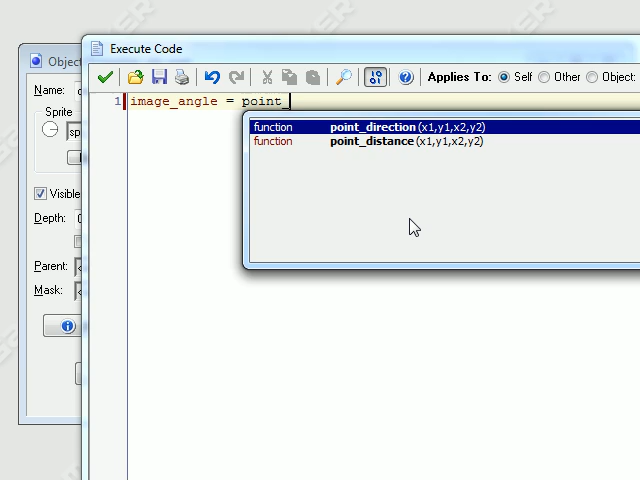 Execute Code
Object
Applies To: Self Other Object:
Name:
1 image_angle = point_
Sprite
function point_direction(x1,y1,x2,y2)
function point_distance(x1,y1,x2,y2)
Visible
Depth:
Parent:
Mask: